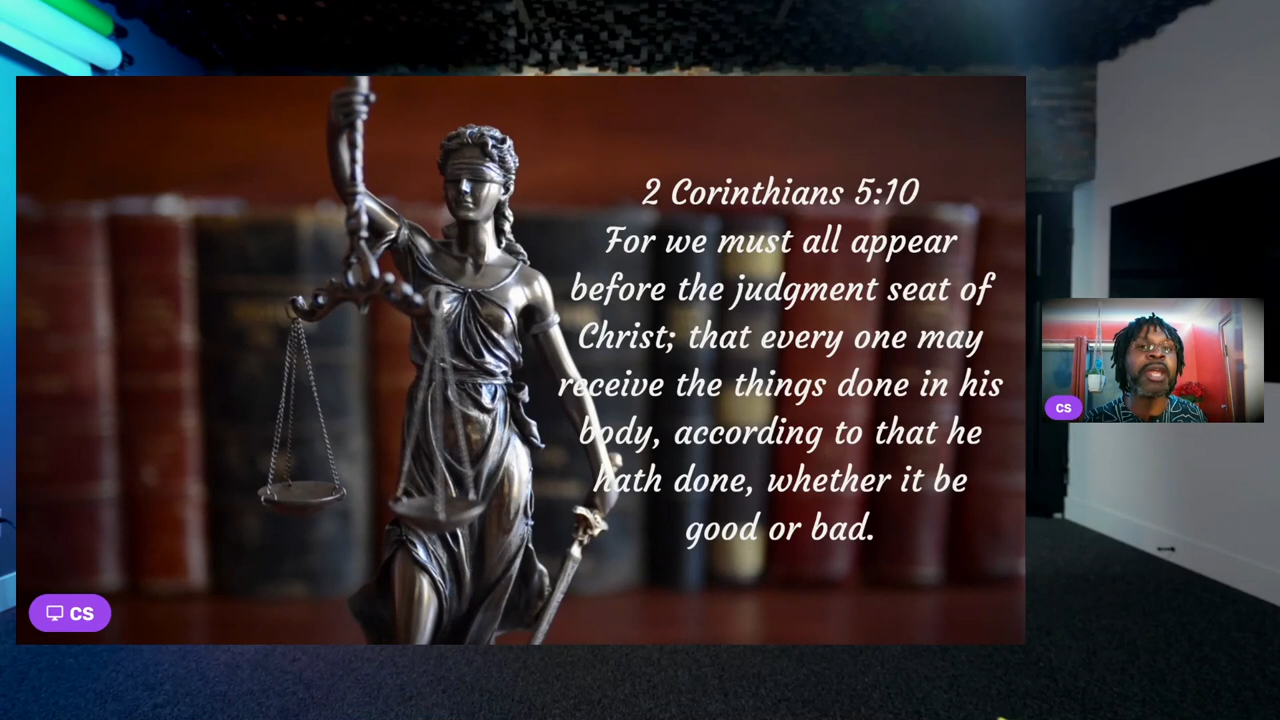 2 Corinthians 5:10
For we must all appear
before the judgment seat of
Christ; that every one may
receive the things done in his
body, according to that he
hath done, whether it be
good or bad.
CS
CS